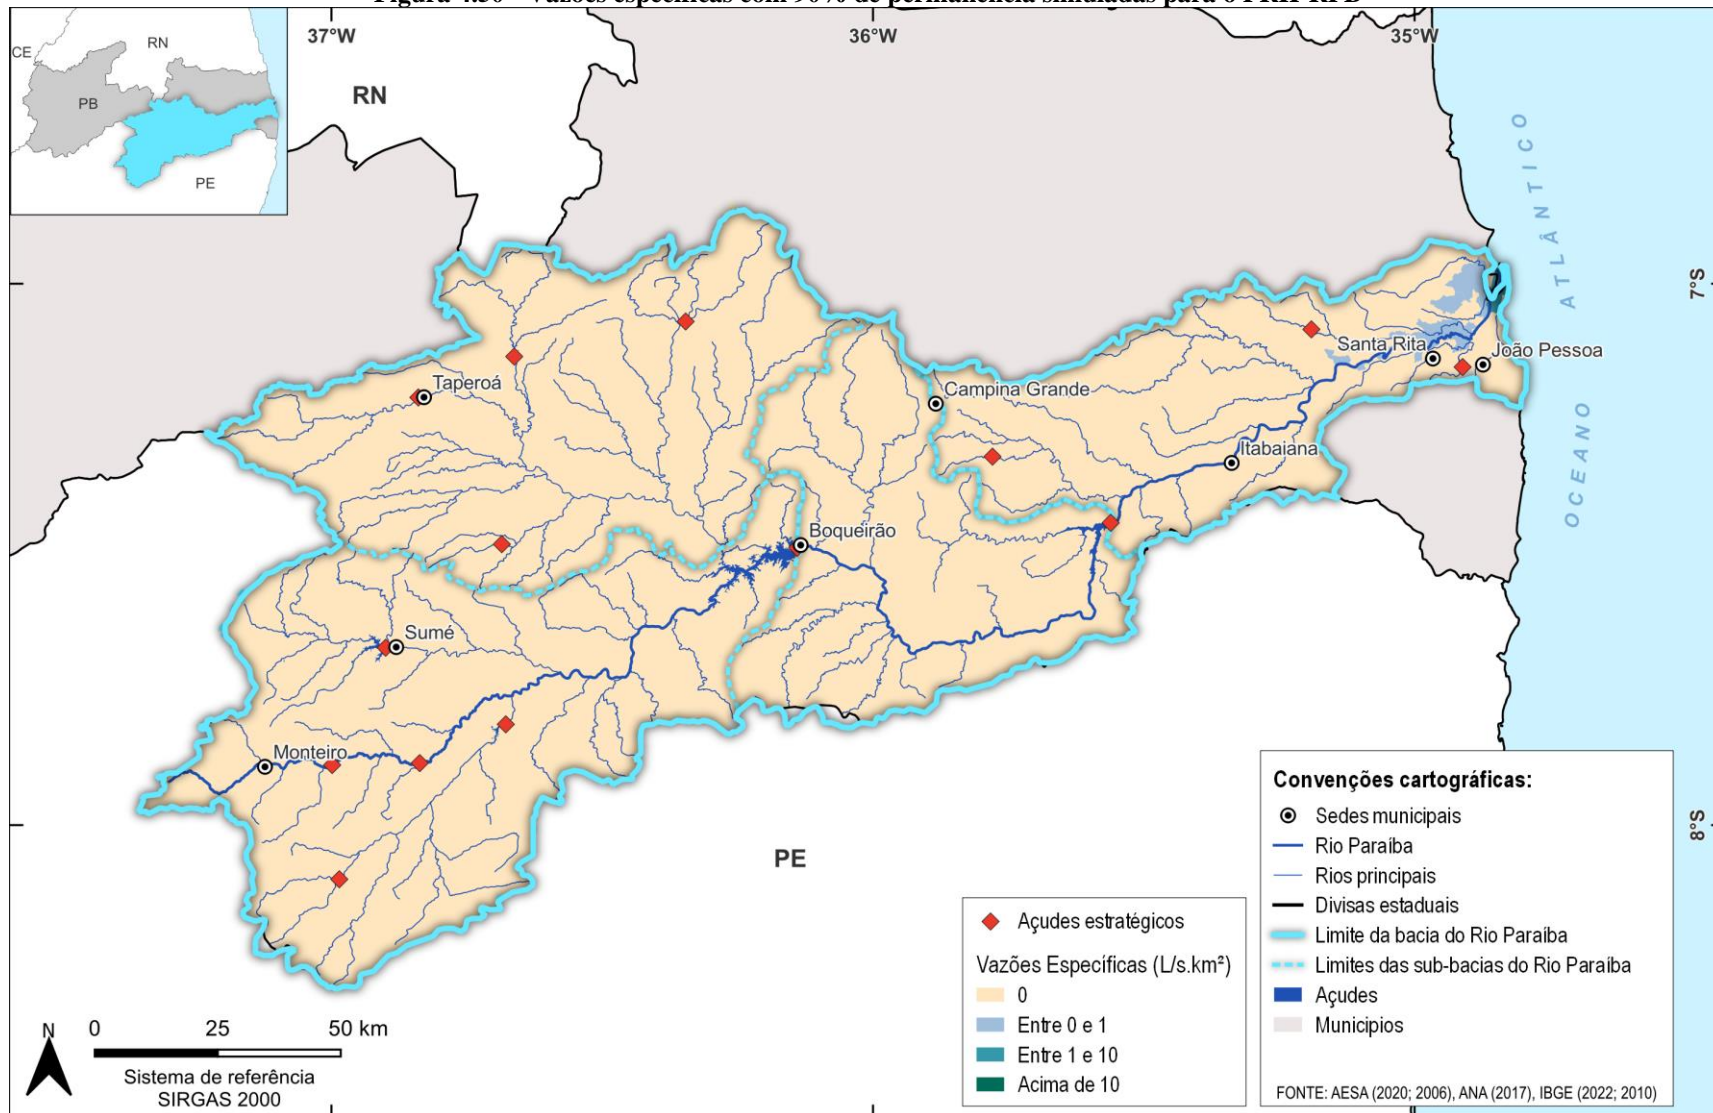 37°W
36°W
35°W
CE
RN
PB
PE
RN
ATLÂNTICO
OCEANO
7°S
Santa Rita
João Pessoa
Taperoá
Campina Grande
Itabaiana
Boqueirão
Sumé
Monteiro
PE
8°S
Açudes estratégicos
Vazões Específicas (L/s.km²)
0
Entre 0 e 1
Entre 1 e 10
Acima de 10
Convenções cartográficas:
Sedes municipais
Rio Paraíba
Rios principais
Divisas estaduais
Limite da bacia do Rio Paraíba
Limites das sub-bacias do Rio Paraíba
Açudes
Municipios
FONTE: AESA (2020; 2006), ANA (2017), IBGE (2022; 2010)
N
0 25 50 km
Sistema de referência
SIRGAS 2000